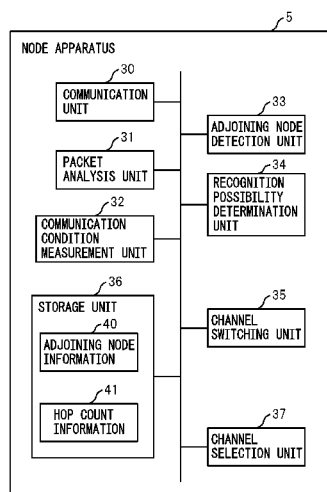 5
NODE APPARATUS
30
COMMUNICATION
UNIT
33
ADJOINING NODE
DETECTION UNIT
31
PACKET
ANALYSIS UNIT
34
RECOGNITION
POSSIBILITY
DETERMINATION
UNIT
32
COMMUNICATION
CONDITION
MEASUREMENT UNIT
36
STORAGE UNIT
40
ADJOINING NODE
INFORMATION
35
CHANNEL
SWITCHING UNIT
41
HOP COUNT
INFORMATION
37
CHANNEL
SELECTION UNIT